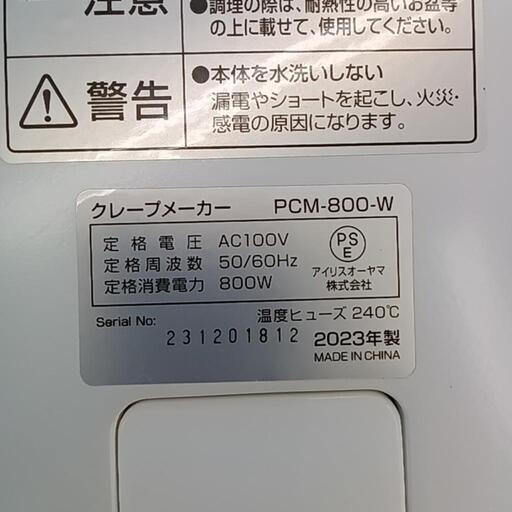 注意
●調理の際は、耐熱性の高いお盆等
の上に載せて、使用してください。
警告
●本体を水洗いしない
漏電やショートを起こし、火災・
感電の原因になります。
クレープメーカー PCM-800-W
定格電圧 AC100V
定格周波数 50/60Hz
定格消費電力 800W
PS
E
アイリスオーヤマ
株式会社
温度ヒューズ 240℃
Serial No:
231201812
2023年製
MADE IN CHINA